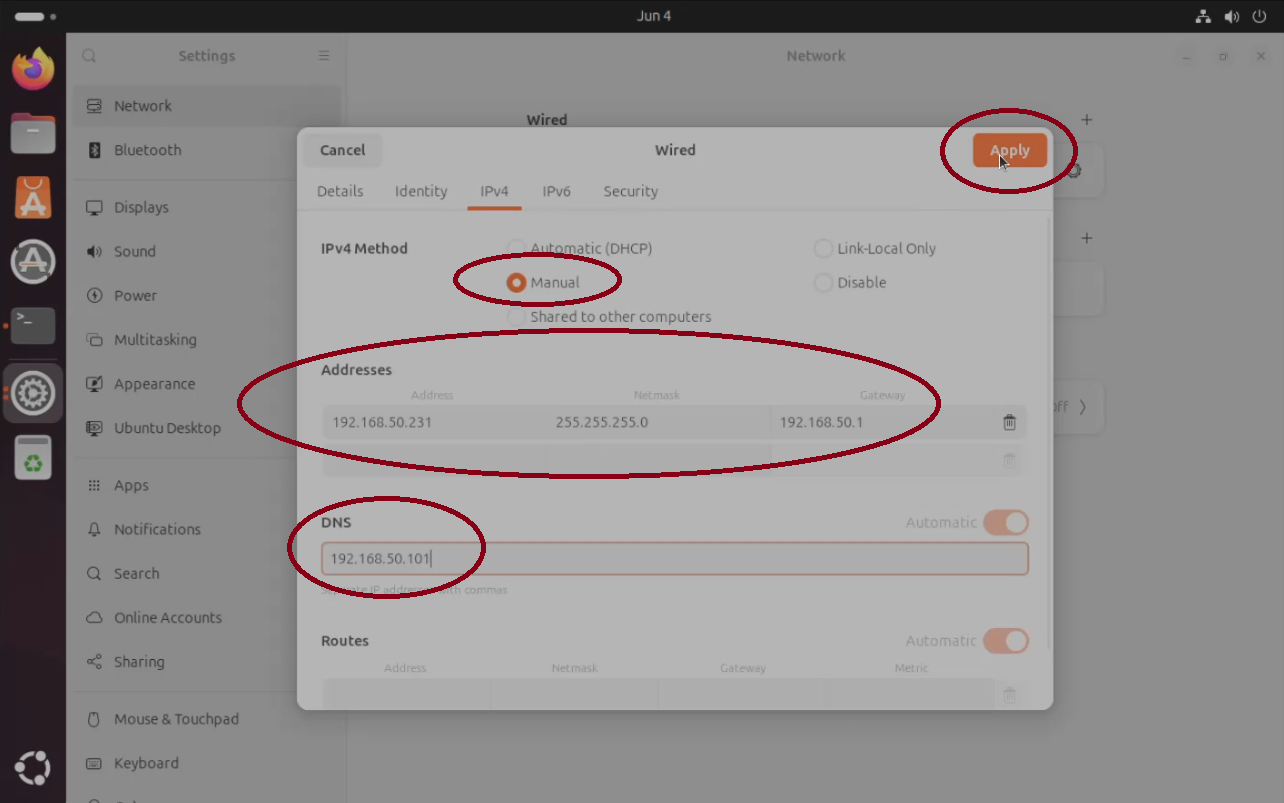 Jun 4
Settings
Network
Network
Bluetooth
Displays
Sound
Power
Multitasking
Appearance
Ubuntu Desktop
Apps
Notifications
Search
Online Accounts
Sharing
Mouse & Touchpad
Keyboard
Wired
Cancel
Wired
Apply
Details
Identity
IPv4
IPv6
Security
IPv4 Method
Automatic (DHCP)
Link-Local Only
Manual
Disable
Shared to other computers
Addresses
Address
Netmask
Gateway
192.168.50.231
255.255.255.0
192.168.50.1
DNS
Automatic
192.168.50.101
Separate IP addresses with commas
Routes
Automatic
Address
Netmask
Gateway
Metric
off